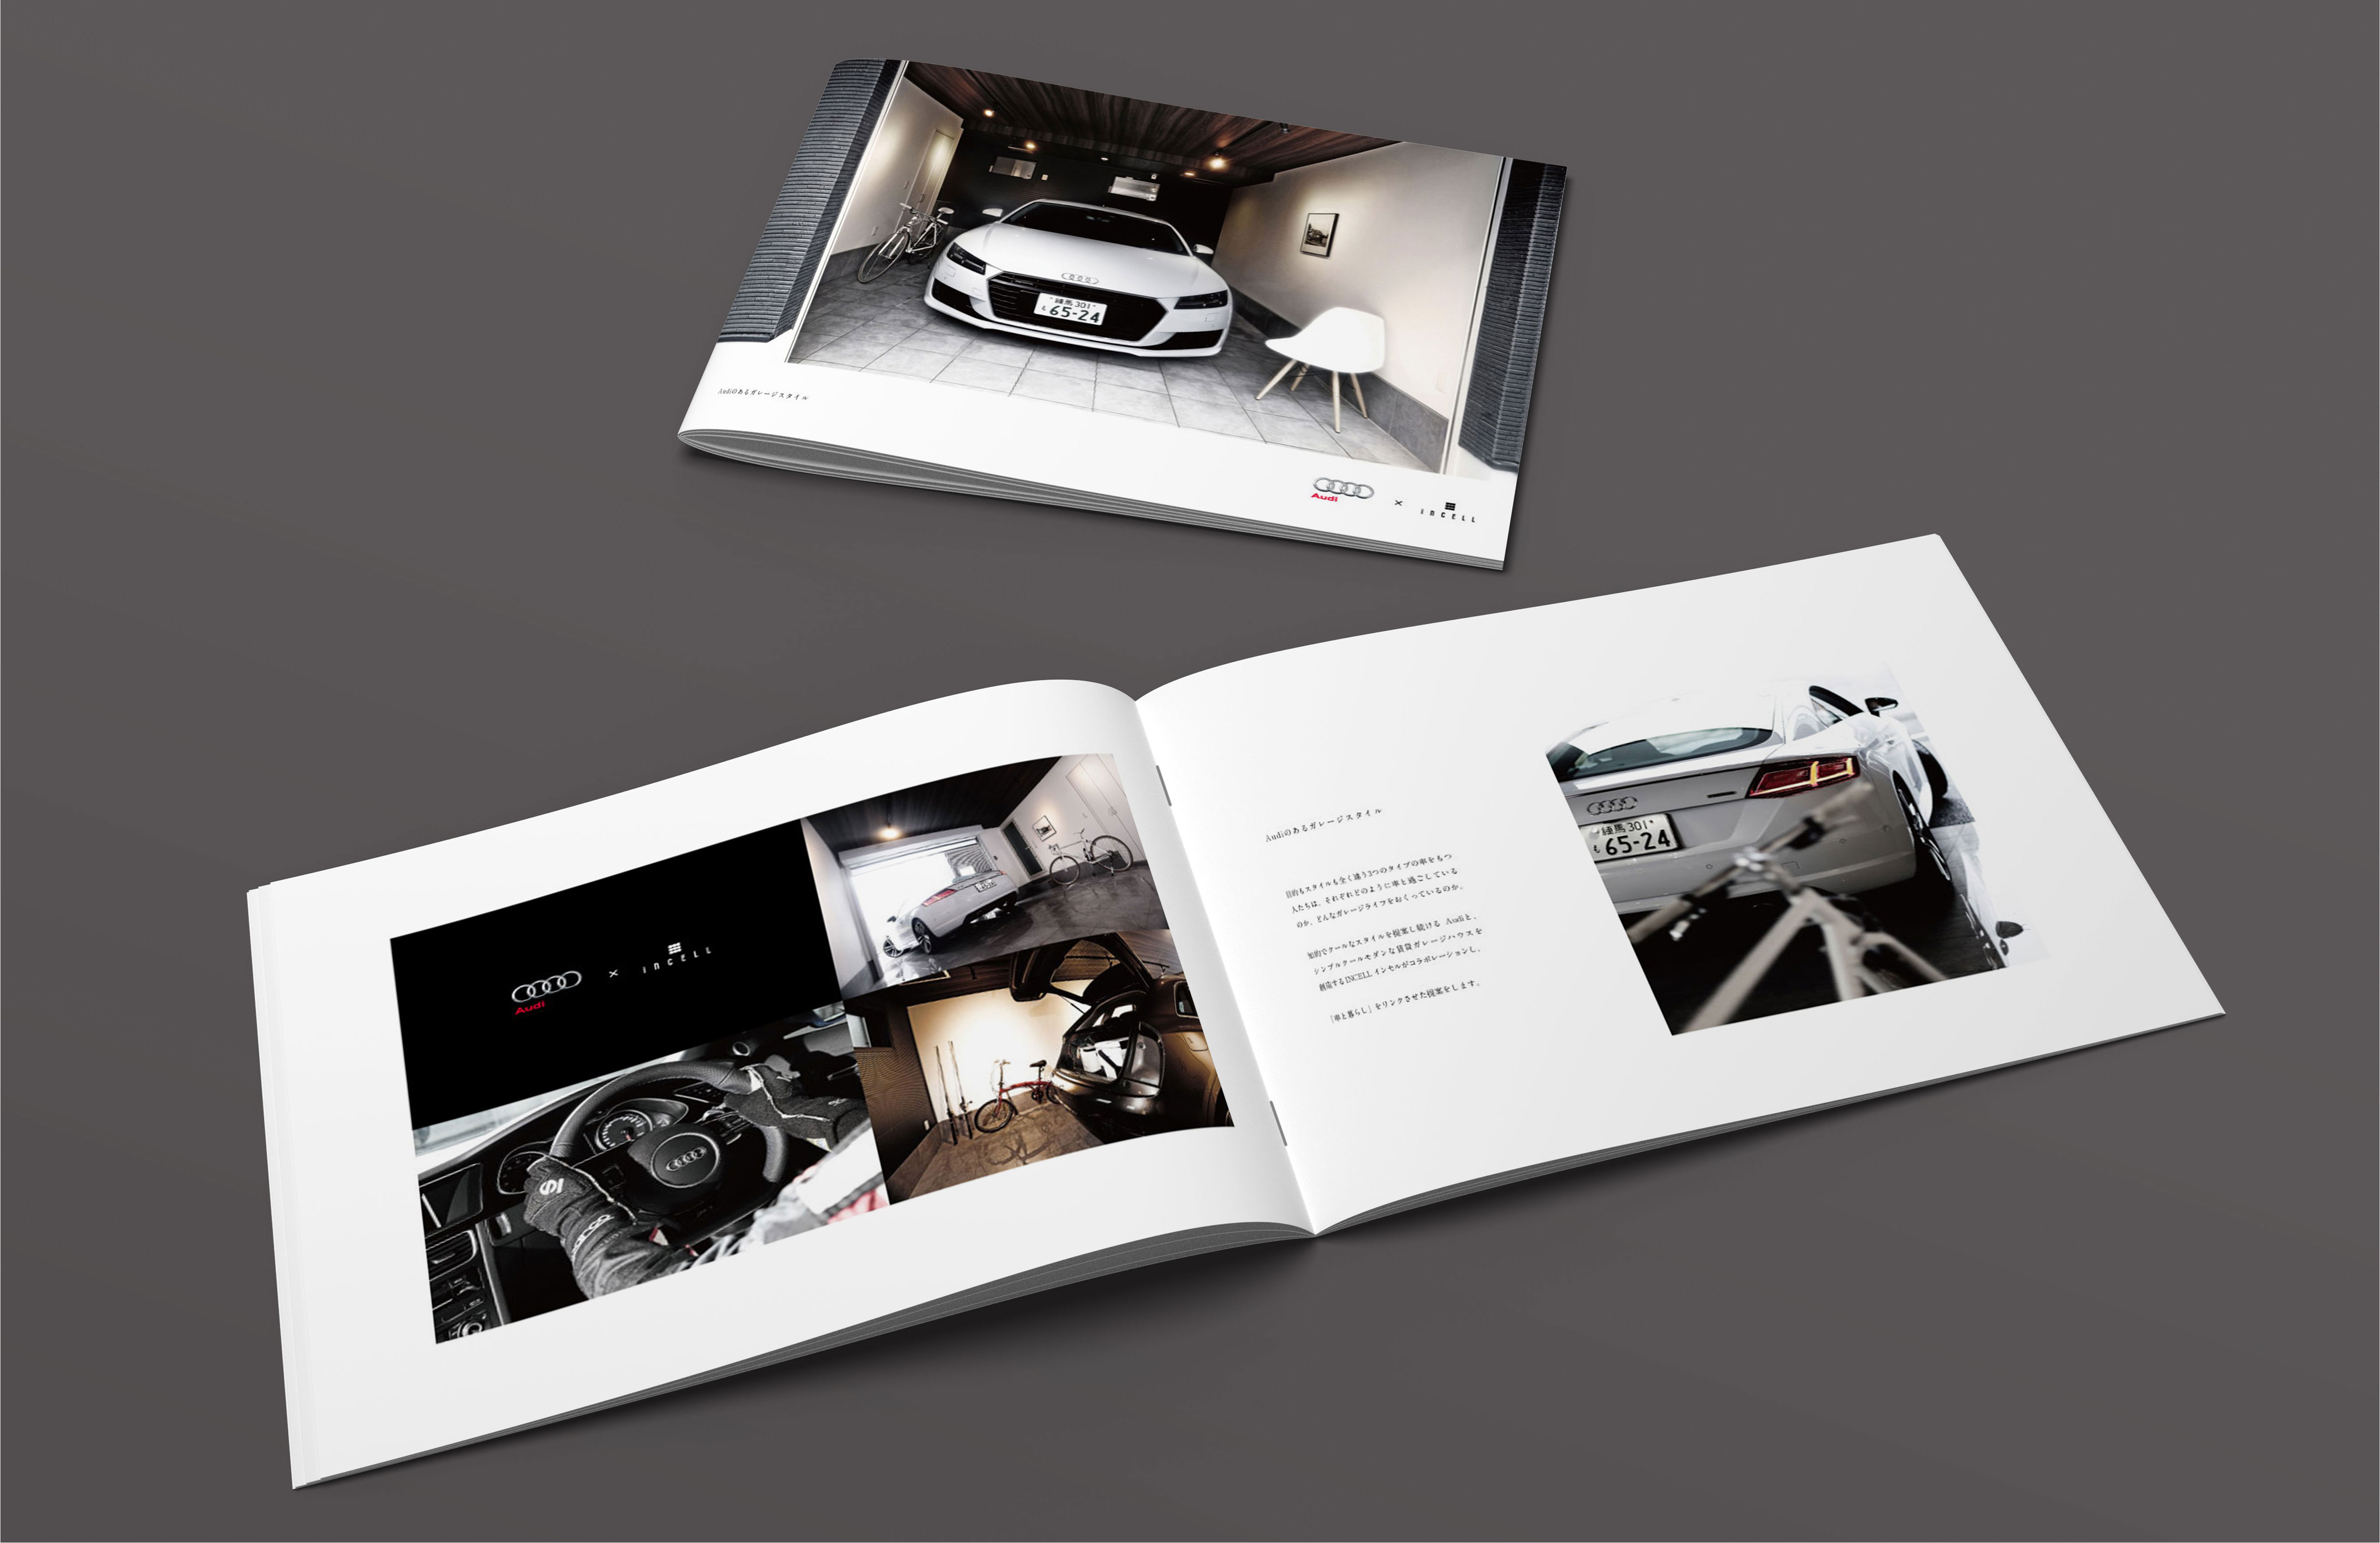 練馬 301
も 65-24
Audiのあるガレージスタイル
Audi × INCELL
Audi × INCELL
Audiのあるガレージスタイル
目的もスタイルも全く違う3つのタイプの車をもつ
人たちは、それぞれどのように車と過ごしている
のか、どんなガレージライフをおくっているのか。
知的でクールなスタイルを提案し続ける Audiと、
シンプルクールモダンな賃貸ガレージハウスを
創造するINCELL インセルがコラボレーションし、
「車と暮らし」をリンクさせた提案をします。
練馬 301
も 65-24